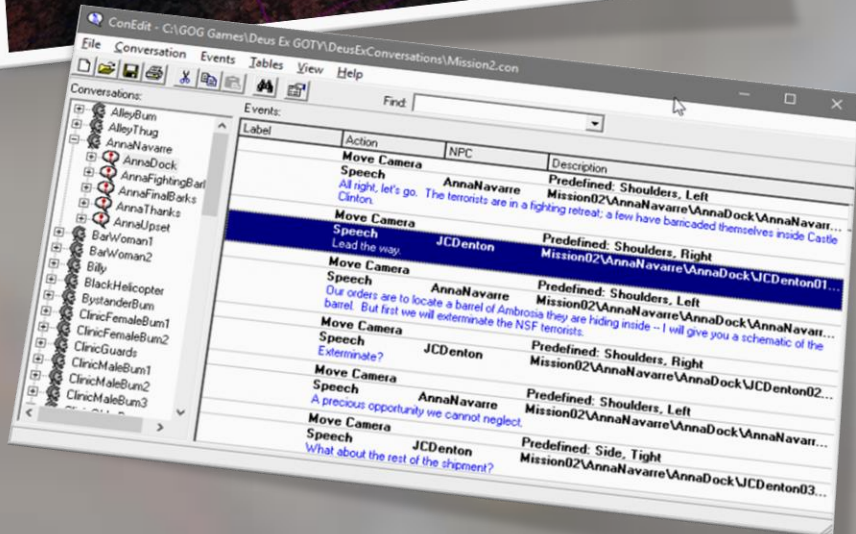 ConEdit - C:\GOG Games\Deus Ex GOTY\DeusExConversations\Mission2.con
File Conversation Events Tables View Help
Find:
Conversations:
AlleyBum
AlleyThug
AnnaNavarre
AnnaDock
AnnaFightingBarl
AnnaFinalBarks
AnnaThanks
AnnaUpset
BarWoman1
BarWoman2
Billy
BlackHelicopter
BystanderBum
ClinicFemaleBum1
ClinicFemaleBum2
ClinicGuards
ClinicMaleBum1
ClinicMaleBum2
ClinicMaleBum3
Events:
Label Action NPC Description
Move Camera Predefined: Shoulders, Left
Speech AnnaNavarre Mission02\AnnaNavarre\AnnaDock\AnnaNavarr...
All right, let's go. The terrorists are in a fighting retreat; a few have barricaded themselves inside Castle
Clinton.
Move Camera Predefined: Shoulders, Right
Speech JCDenton Mission02\AnnaNavarre\AnnaDock\JCDenton01...
Lead the way.
Move Camera Predefined: Shoulders, Left
Speech AnnaNavarre Mission02\AnnaNavarre\AnnaDock\AnnaNavarr...
Our orders are to locate a barrel of Ambrosia they are hiding inside -- I will give you a schematic of the
barrel. But first we will exterminate the NSF terrorists.
Move Camera Predefined: Shoulders, Right
Speech JCDenton Mission02\AnnaNavarre\AnnaDock\JCDenton02...
Exterminate?
Move Camera Predefined: Shoulders, Left
Speech AnnaNavarre Mission02\AnnaNavarre\AnnaDock\AnnaNavarr...
A precious opportunity we cannot neglect.
Move Camera Predefined: Side, Tight
Speech JCDenton Mission02\AnnaNavarre\AnnaDock\JCDenton03...
What about the rest of the shipment?